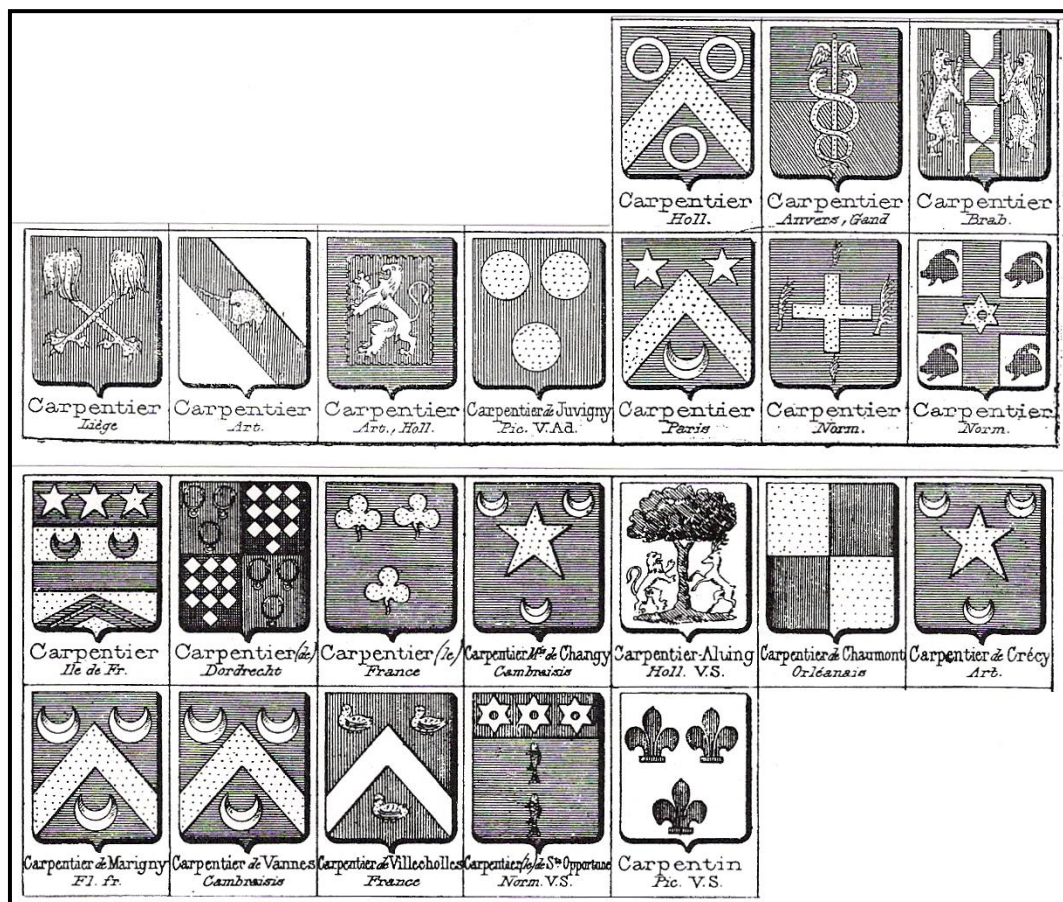 Carpentier
Holl.
Carpentier
Anvers, Gand
Carpentier
Brab.
Carpentier
Liège
Carpentier
Art.
Carpentier
Art., Holl.
Carpentier de Juvigny
Pic. V. Ad.
Carpentier
Paris
Carpentier
Norm.
Carpentier
Norm.
Carpentier
Ile de Fr.
Carpentier (de)
Dordrecht
Carpentier (le)
France
Carpentier Mis de Changy
Cambraisis
Carpentier-Aluing
Holl. V.S.
Carpentier de Chaumont
Orléanais
Carpentier de Crécy
Art.
Carpentier de Marigny
Fl. fr.
Carpentier de Vannes
Cambraisis
Carpentier de Villecholles
France
Carpentier (le) de Ste Opportune
Norm. V.S.
Carpentin
Pic. V.S.